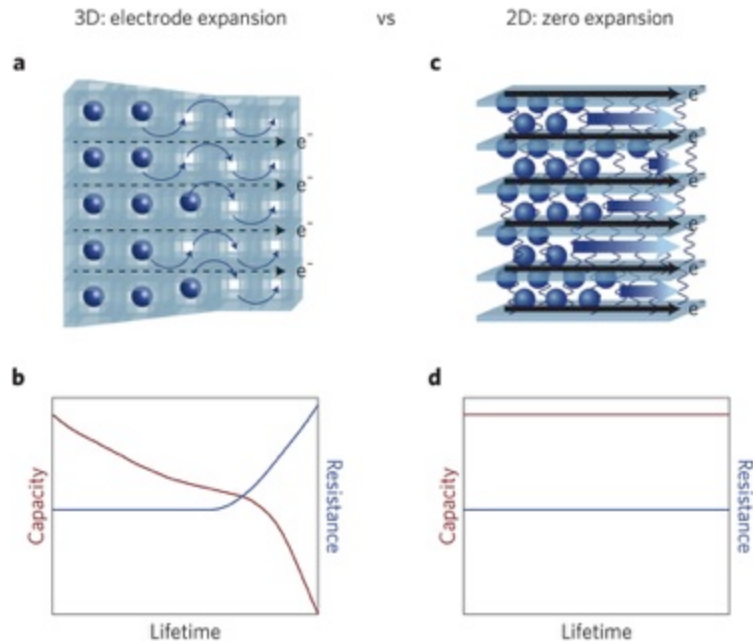 3D: electrode expansion vs 2D: zero expansion
a
c
e⁻
e⁻
e⁻
e⁻
e
e
e
e
e
e
b
d
Capacity
Resistance
Lifetime
Capacity
Resistance
Lifetime